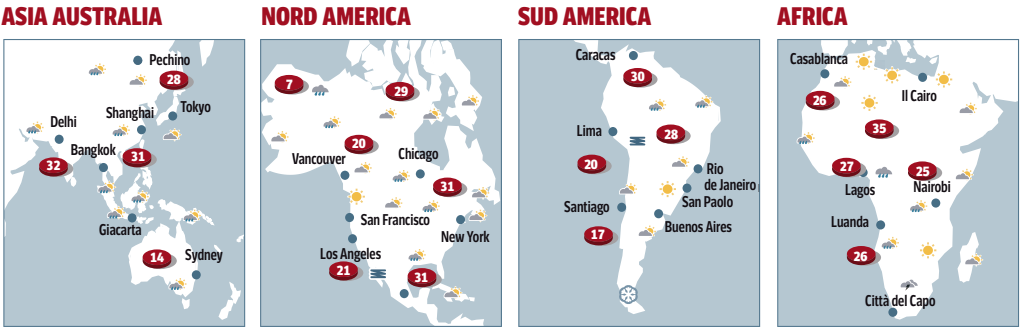 ASIA AUSTRALIA
Pechino
28
Shanghai
Tokyo
Delhi
Bangkok
32
31
Giacarta
14
Sydney
NORD AMERICA
7
29
20
Vancouver
Chicago
31
San Francisco
New York
Los Angeles
21
31
SUD AMERICA
Caracas
30
Lima
28
20
Rio
de Janeiro
San Paolo
Santiago
Buenos Aires
17
AFRICA
Casablanca
Il Cairo
26
35
27
25
Lagos
Nairobi
Luanda
26
Città del Capo